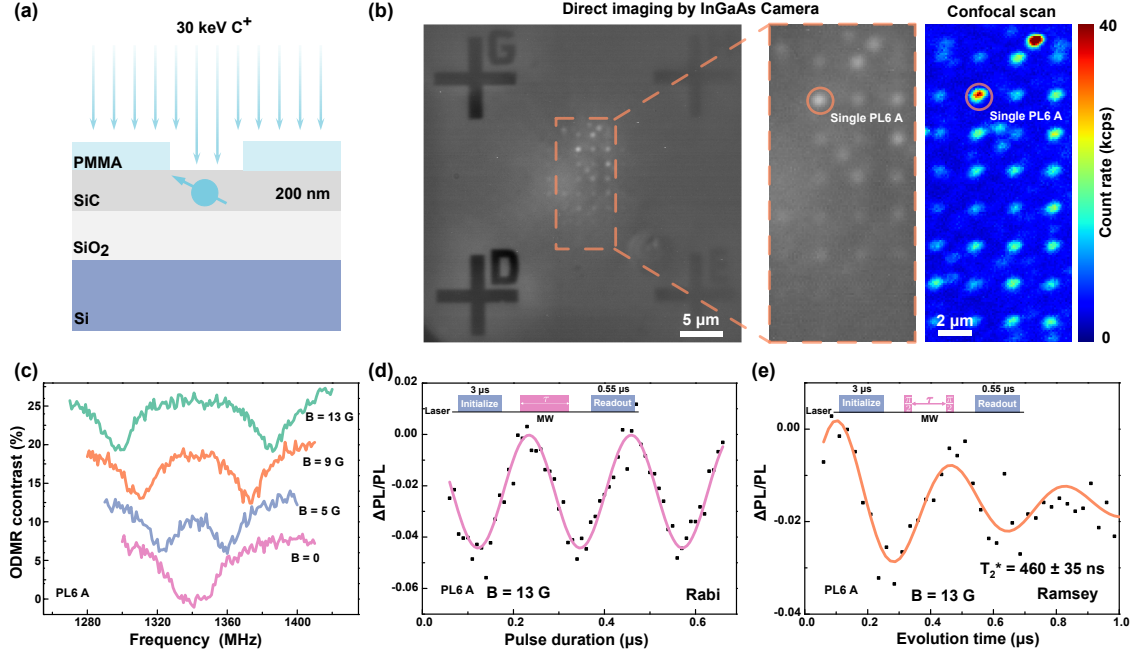 (a)
30 keV C⁺
PMMA
SiC
200 nm
SiO₂
Si
(b)
Direct imaging by InGaAs Camera
G
D
E
5 μm
Single PL6 A
Confocal scan
Single PL6 A
2 μm
40
Count rate (kcps)
0
(c)
ODMR contrast (%)
25
20
15
10
5
0
B = 13 G
B = 9 G
B = 5 G
B = 0
PL6 A
1280 1320 1360 1400
Frequency (MHz)
(d)
ΔPL/PL
0.02
0.00
-0.02
-0.04
-0.06
3 μs 0.55 μs
Laser Initialize τ Readout
MW
PL6 A B = 13 G Rabi
0.0 0.2 0.4 0.6
Pulse duration (μs)
(e)
ΔPL/PL
0.00
-0.02
-0.04
3 μs 0.55 μs
Laser Initialize τ Readout
MW
T₂* = 460 ± 35 ns
PL6 A B = 13 G Ramsey
0.0 0.2 0.4 0.6 0.8 1.0
Evolution time (μs)